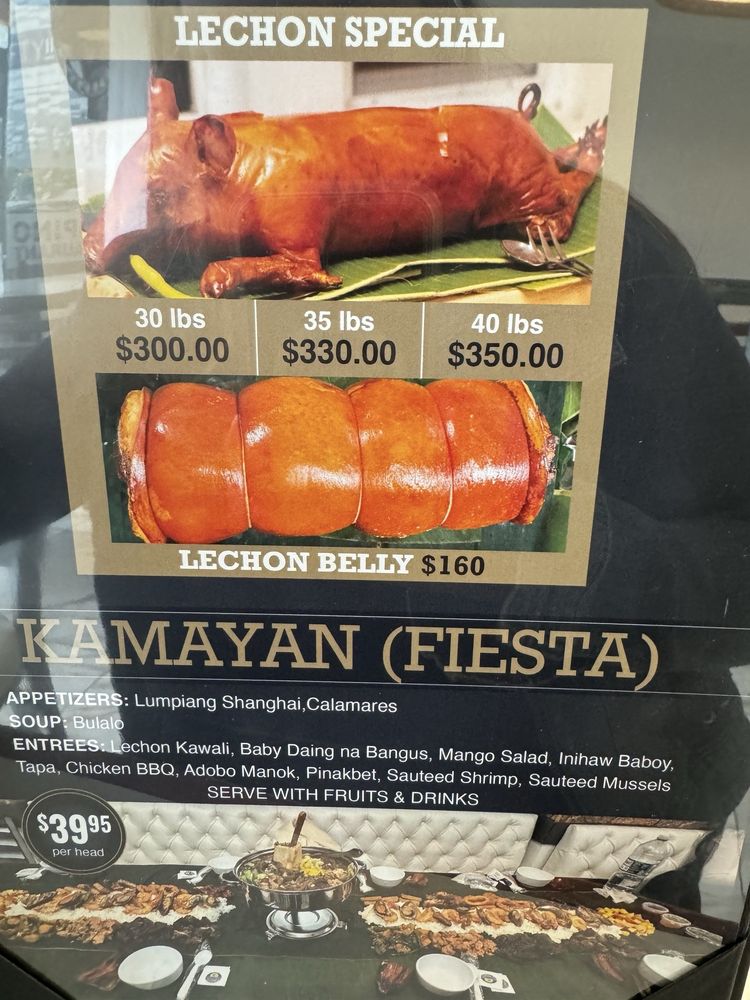 LECHON SPECIAL
30 lbs
$300.00
35 lbs
$330.00
40 lbs
$350.00
LECHON BELLY $160
KAMAYAN (FIESTA)
APPETIZERS: Lumpiang Shanghai,Calamares
SOUP: Bulalo
ENTREES: Lechon Kawali, Baby Daing na Bangus, Mango Salad, Inihaw Baboy,
Tapa, Chicken BBQ, Adobo Manok, Pinakbet, Sauteed Shrimp, Sauteed Mussels
SERVE WITH FRUITS & DRINKS
$39.95
per head